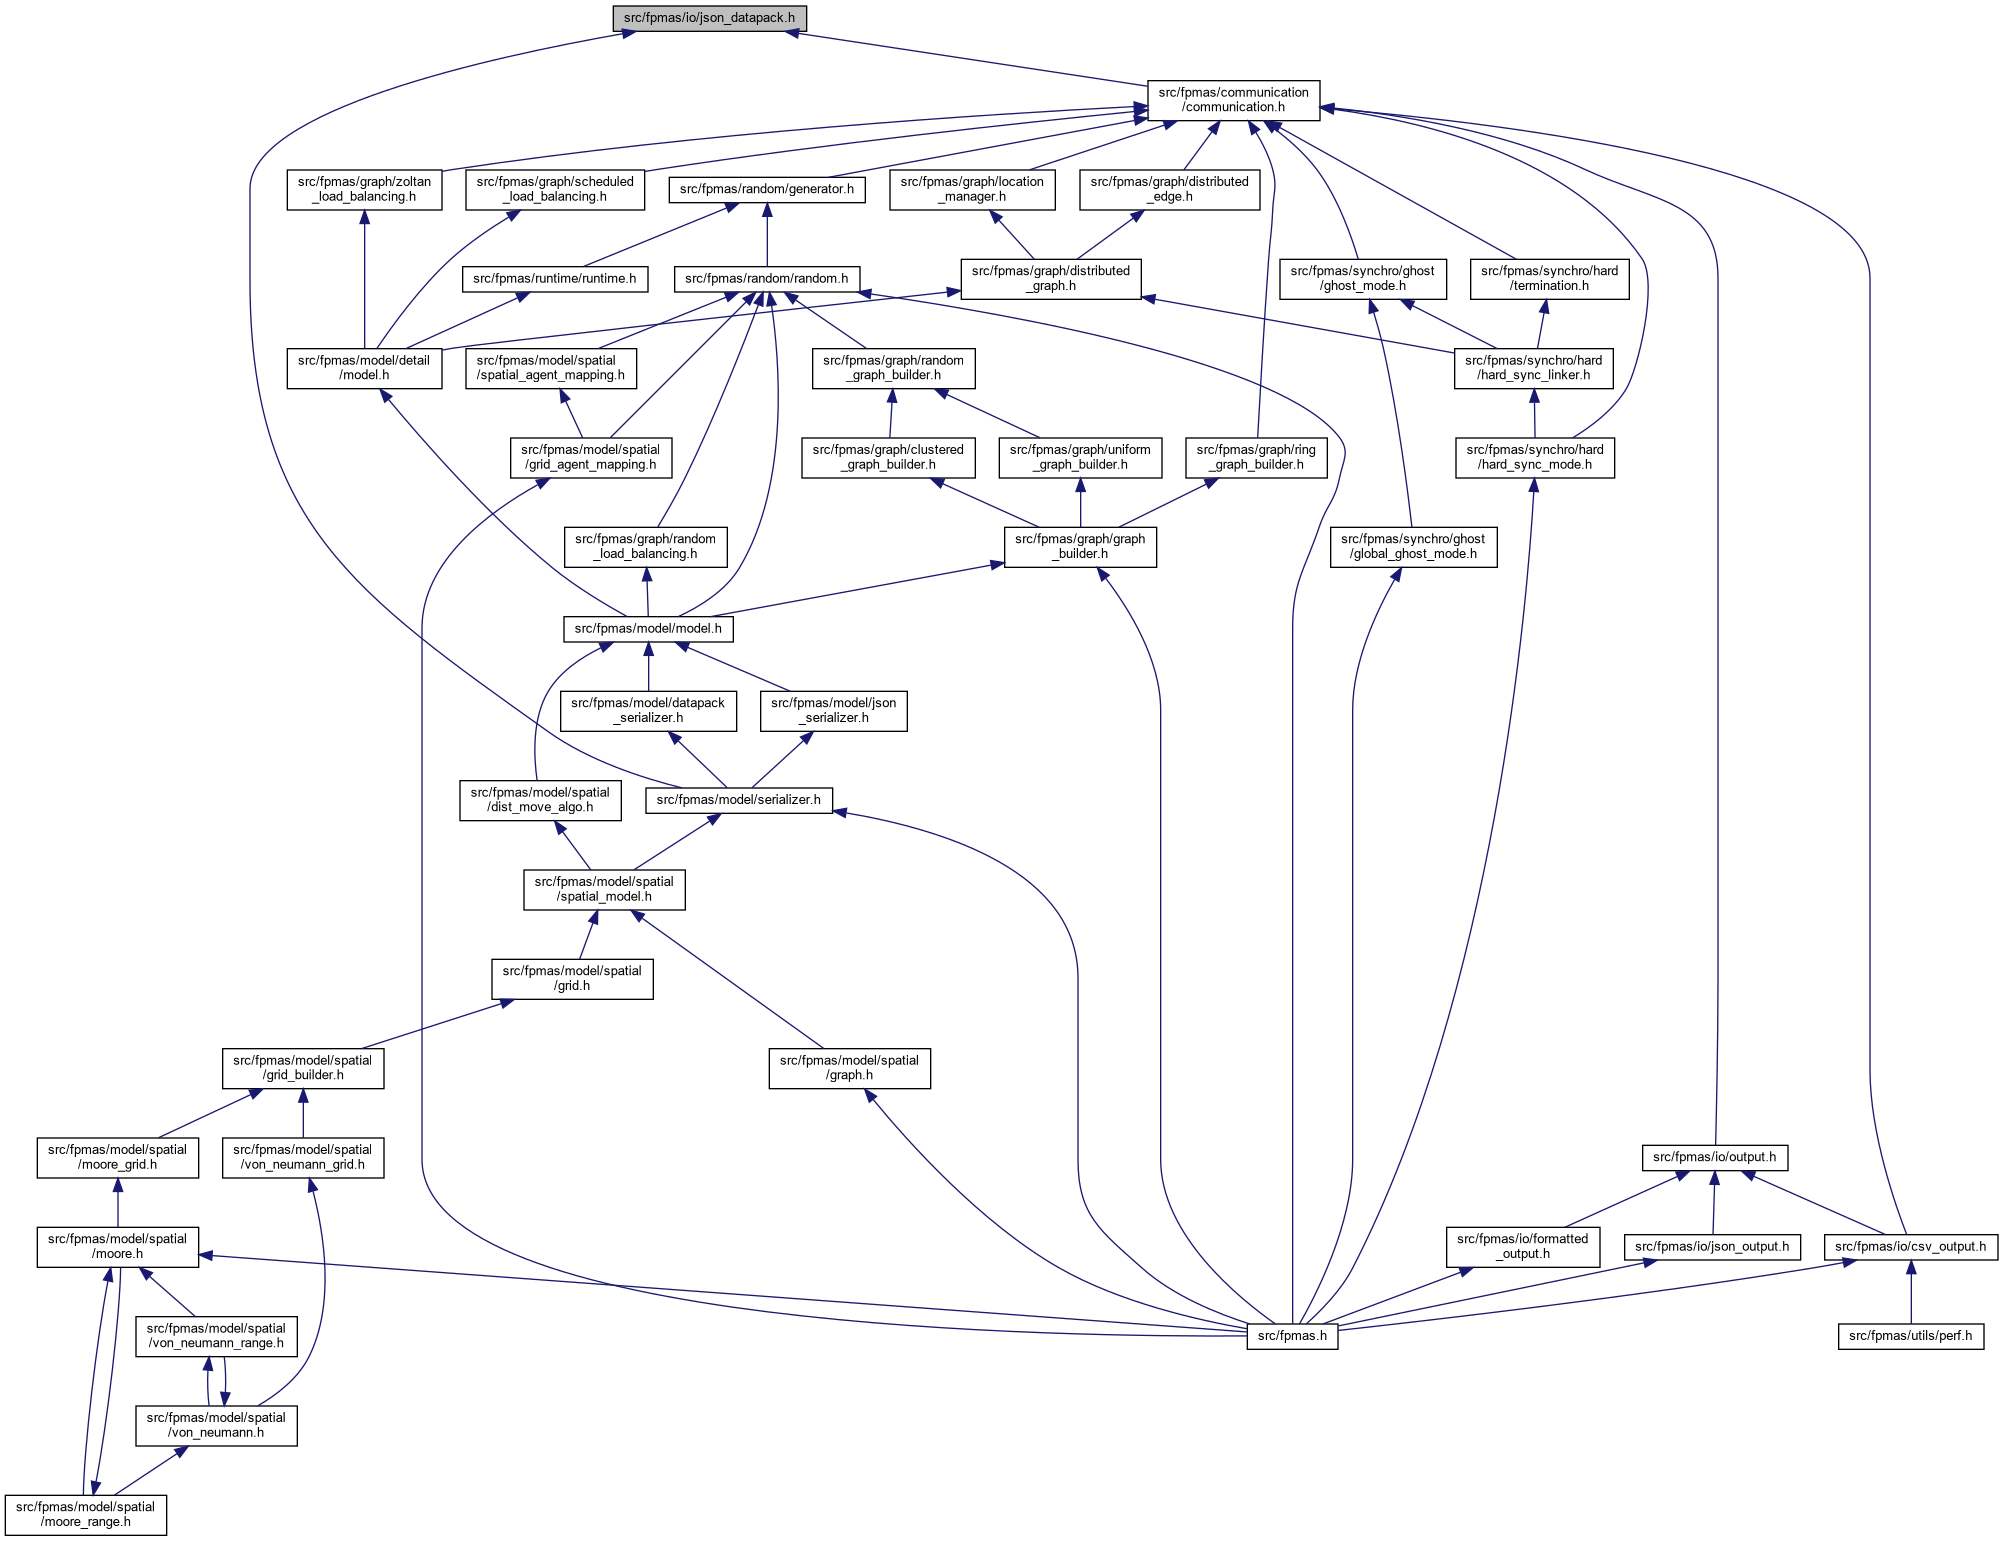 src/fpmas/io/json_datapack.h
src/fpmas/communication
/communication.h
src/fpmas/graph/zoltan
_load_balancing.h
src/fpmas/graph/scheduled
_load_balancing.h
src/fpmas/random/generator.h
src/fpmas/graph/location
_manager.h
src/fpmas/graph/distributed
_edge.h
src/fpmas/runtime/runtime.h
src/fpmas/random/random.h
src/fpmas/graph/distributed
_graph.h
src/fpmas/synchro/ghost
/ghost_mode.h
src/fpmas/synchro/hard
/termination.h
src/fpmas/model/detail
/model.h
src/fpmas/model/spatial
/spatial_agent_mapping.h
src/fpmas/graph/random
_graph_builder.h
src/fpmas/synchro/hard
/hard_sync_linker.h
src/fpmas/model/spatial
/grid_agent_mapping.h
src/fpmas/graph/clustered
_graph_builder.h
src/fpmas/graph/uniform
_graph_builder.h
src/fpmas/graph/ring
_graph_builder.h
src/fpmas/synchro/hard
/hard_sync_mode.h
src/fpmas/graph/random
_load_balancing.h
src/fpmas/graph/graph
_builder.h
src/fpmas/synchro/ghost
/global_ghost_mode.h
src/fpmas/model/model.h
src/fpmas/model/datapack
_serializer.h
src/fpmas/model/json
_serializer.h
src/fpmas/model/spatial
/dist_move_algo.h
src/fpmas/model/serializer.h
src/fpmas/model/spatial
/spatial_model.h
src/fpmas/model/spatial
/grid.h
src/fpmas/model/spatial
/grid_builder.h
src/fpmas/model/spatial
/graph.h
src/fpmas/model/spatial
/moore_grid.h
src/fpmas/model/spatial
/von_neumann_grid.h
src/fpmas/io/output.h
src/fpmas/model/spatial
/moore.h
src/fpmas/io/formatted
_output.h
src/fpmas/io/json_output.h
src/fpmas/io/csv_output.h
src/fpmas/model/spatial
/von_neumann_range.h
src/fpmas.h
src/fpmas/utils/perf.h
src/fpmas/model/spatial
/von_neumann.h
src/fpmas/model/spatial
/moore_range.h